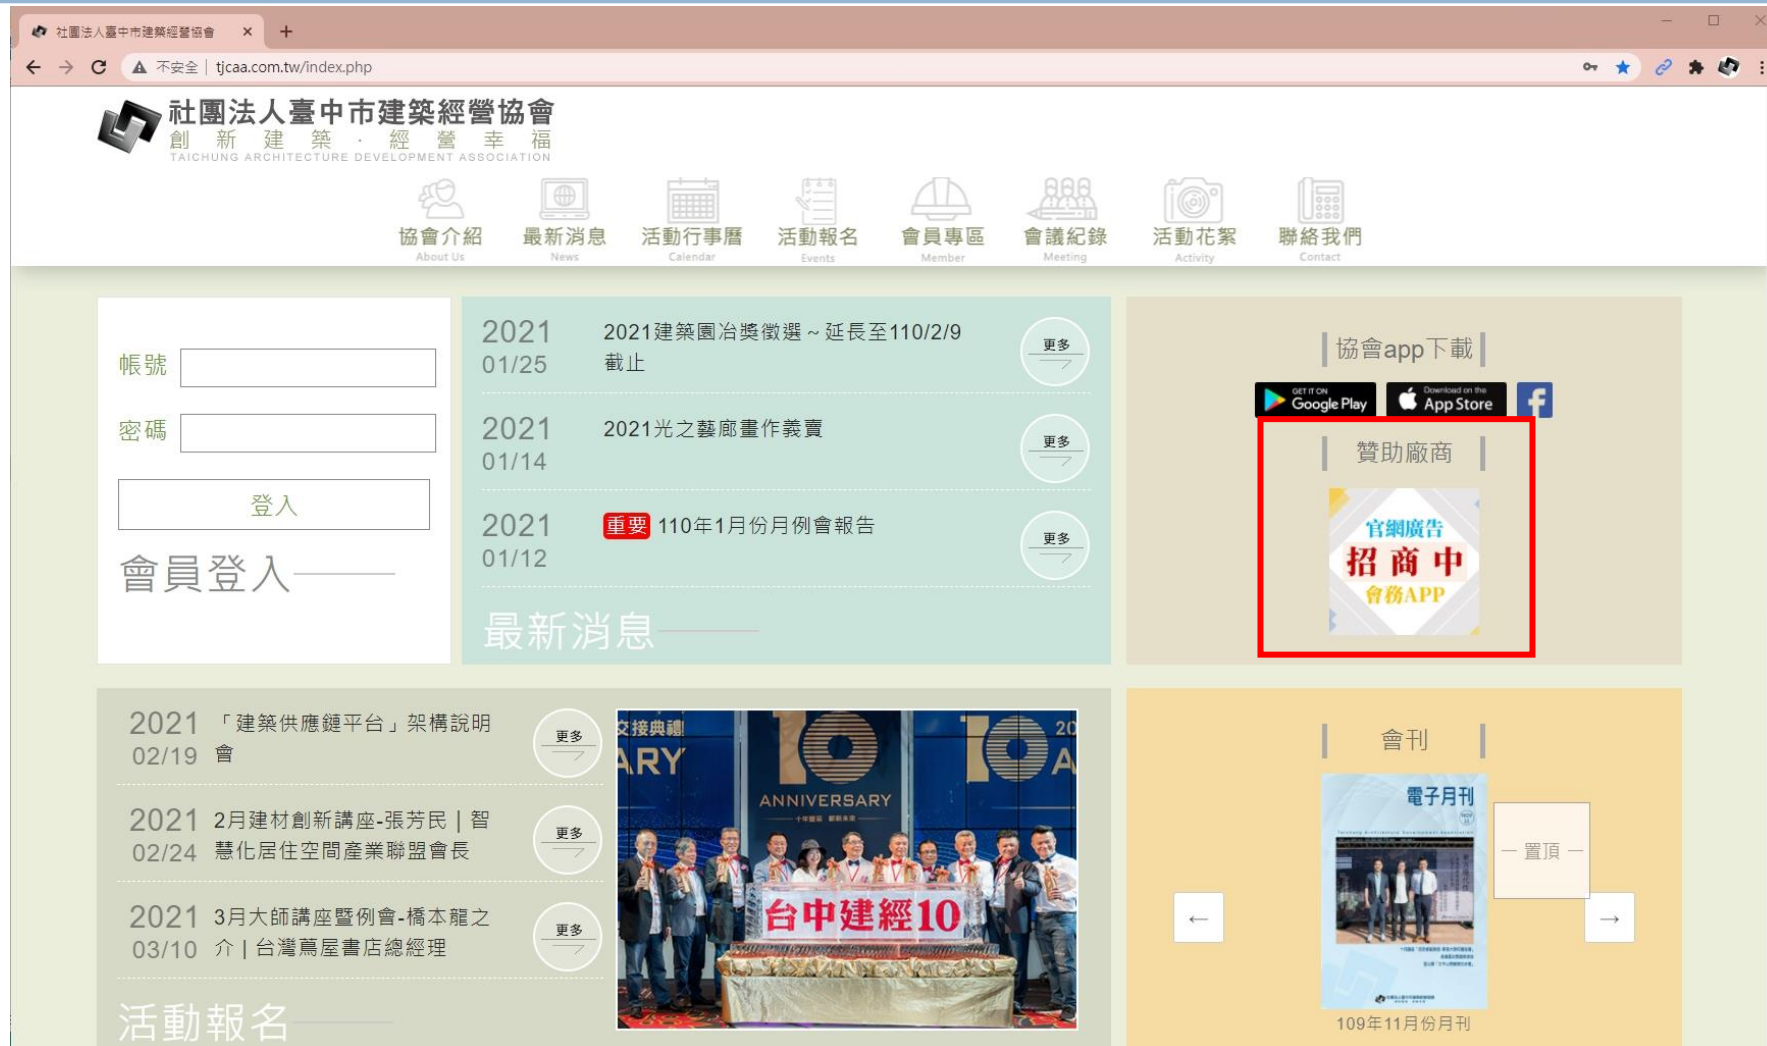 社團法人臺中市建築經營協會
不安全 | tjcaa.com.tw/index.php
社團法人臺中市建築經營協會
創新建築·經營幸福
TAICHUNG ARCHITECTURE DEVELOPMENT ASSOCIATION
協會介紹 最新消息 活動行事曆 活動報名 會員專區 會議紀錄 活動花絮 聯絡我們
About Us News Calendar Events Member Meeting Activity Contact
帳號
密碼
登入
會員登入
2021
01/25
2021建築園冶獎徵選～延長至110/2/9
截止
更多
2021
01/14
2021光之藝廊畫作義賣
更多
2021
01/12
重要 110年1月份月例會報告
更多
最新消息
協會app下載
GET IT ON
Google Play
Download on the
App Store
贊助廠商
官網廣告
招商中
會務APP
2021
02/19
「建築供應鏈平台」架構說明
會
更多
2021
02/24
2月建材創新講座-張芳民 | 智
慧化居住空間產業聯盟會長
更多
2021
03/10
3月大師講座暨例會-橋本龍之
介 | 台灣蔦屋書店總經理
更多
活動報名
交接典禮
ARY
10
ANNIVERSARY
20
A
台中建經10
會刊
電子月刊
Taichung Architecture Development Association
← 置頂 →
109年11月份月刊